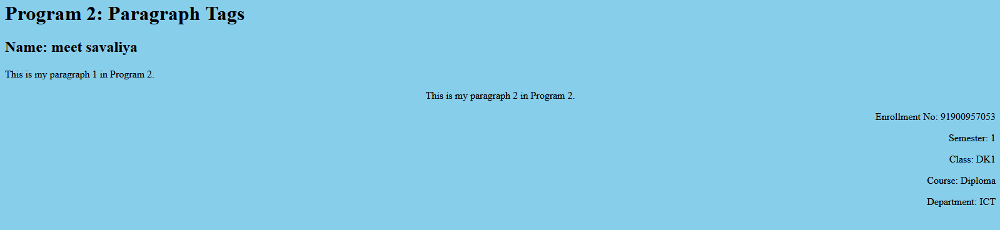 Program 2: Paragraph Tags
Name: meet savaliya
This is my paragraph 1 in Program 2.
This is my paragraph 2 in Program 2.
Enrollment No: 91900957053
Semester: 1
Class: DK1
Course: Diploma
Department: ICT